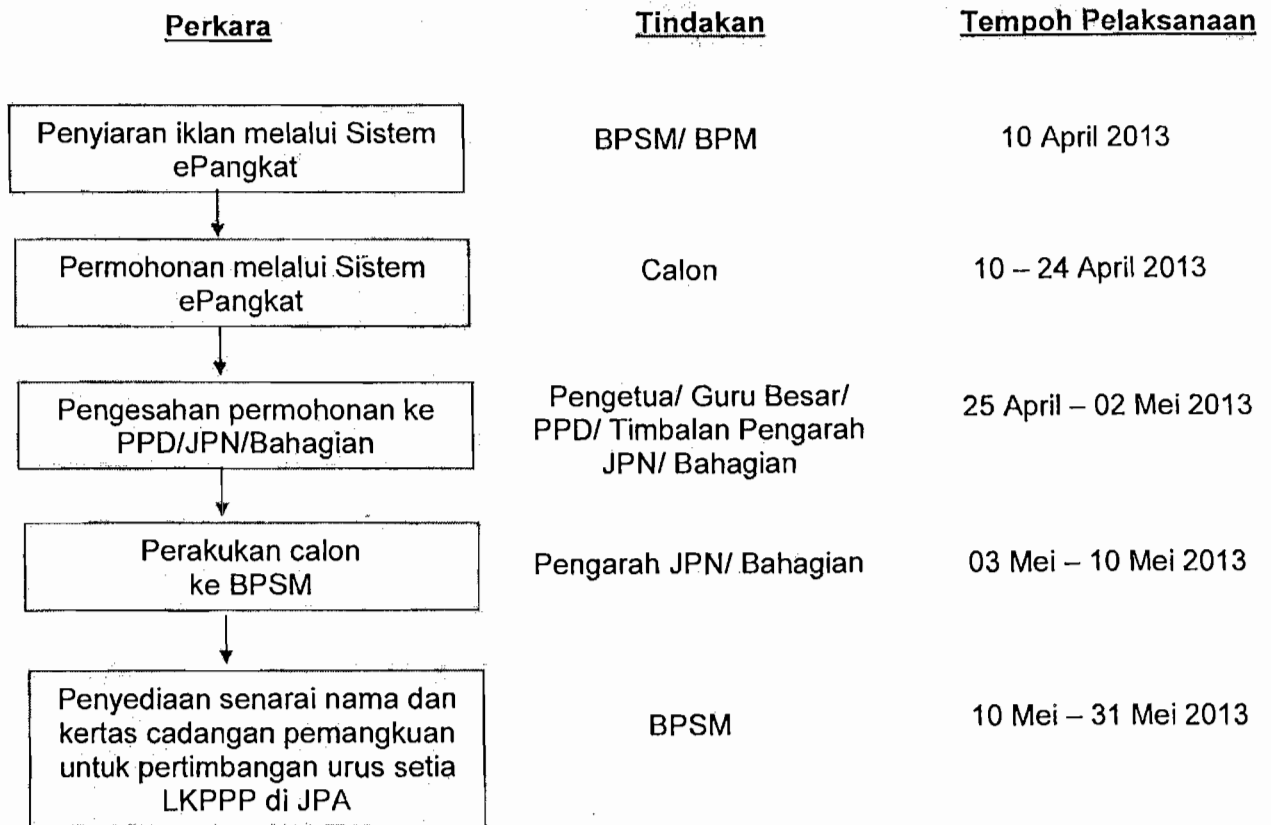 Perkara Tindakan Tempoh Pelaksanaan
Penyiaran iklan melalui Sistem
ePangkat
BPSM/ BPM
10 April 2013
Permohonan melalui Sistem
ePangkat
Calon
10 – 24 April 2013
Pengesahan permohonan ke
PPD/JPN/Bahagian
Pengetua/ Guru Besar/
PPD/ Timbalan Pengarah
JPN/ Bahagian
25 April – 02 Mei 2013
Perakukan calon
ke BPSM
Pengarah JPN/ Bahagian
03 Mei – 10 Mei 2013
Penyediaan senarai nama dan
kertas cadangan pemangkuan
untuk pertimbangan urus setia
LKPPP di JPA
BPSM
10 Mei – 31 Mei 2013